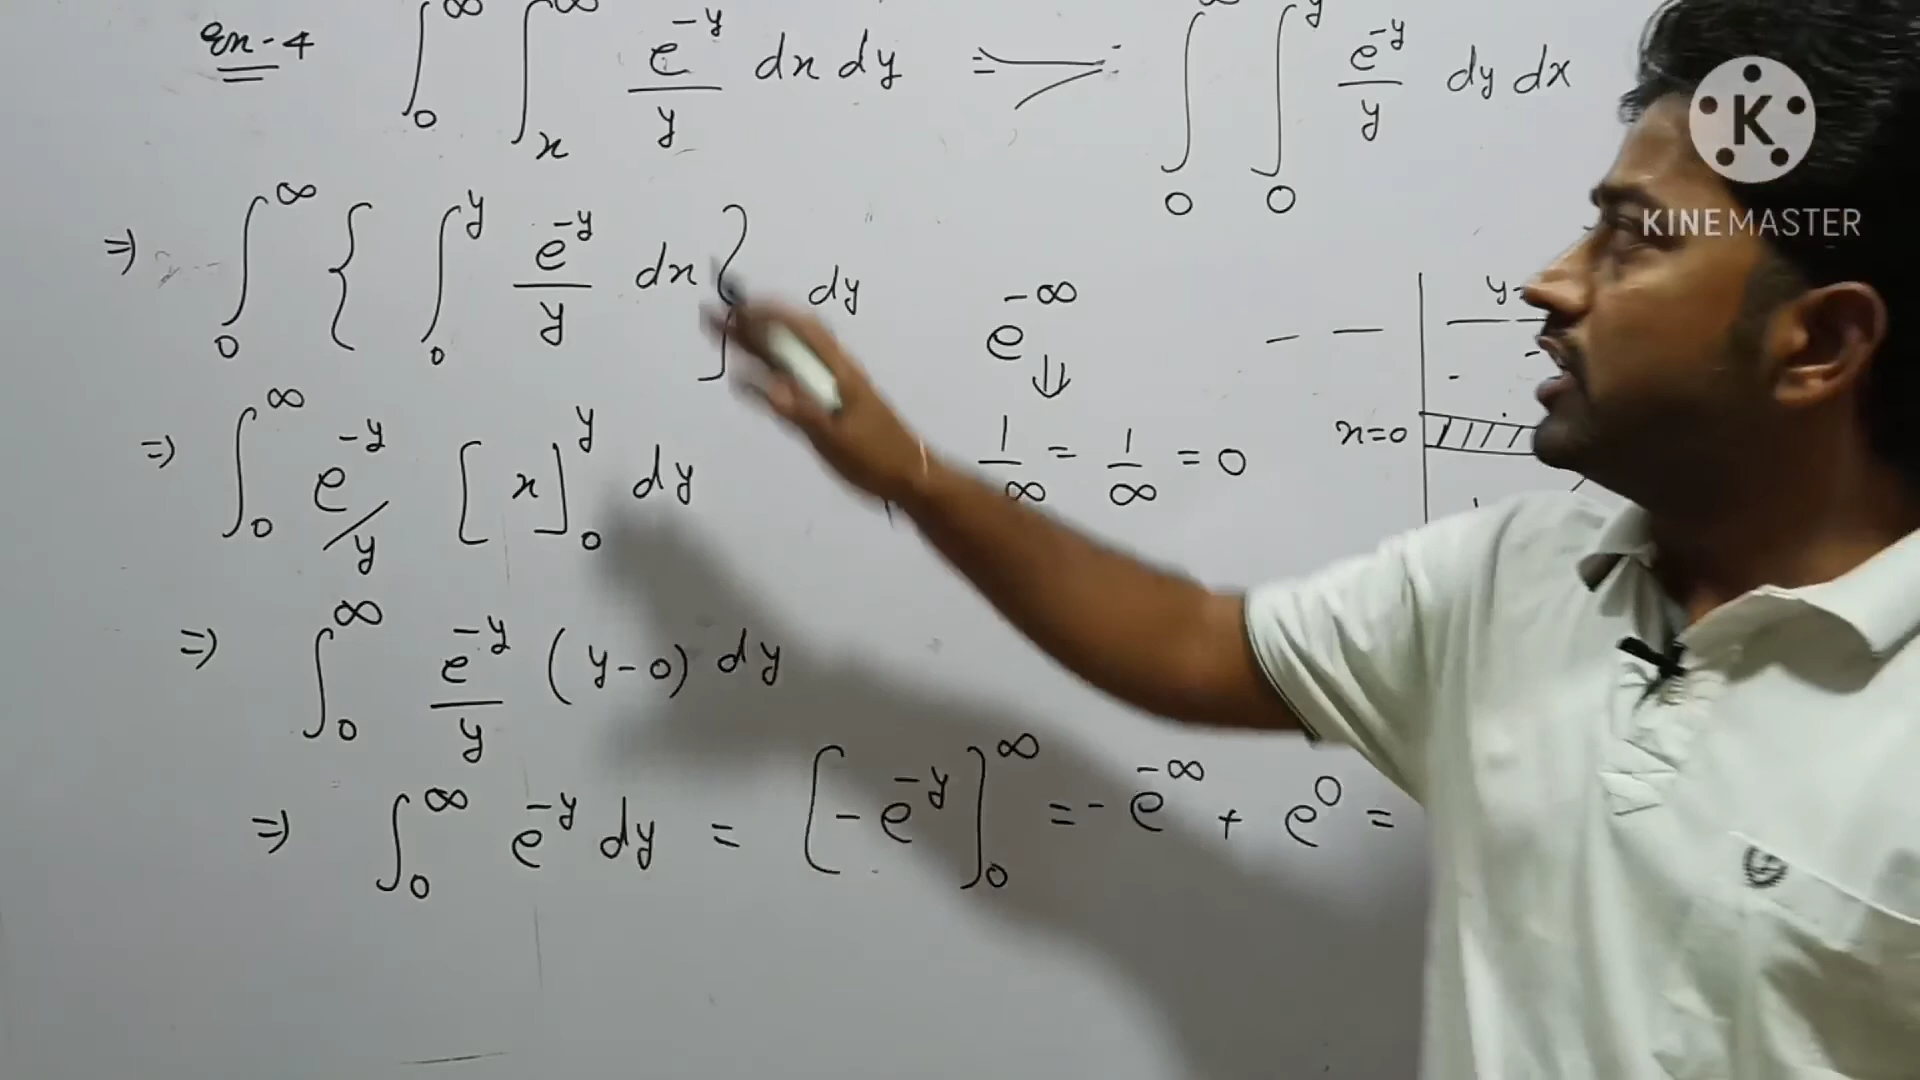 Ex-4 ∫₀^∞ ∫ₓ^∞ e^{-y}/y dx dy => ∫₀^∞ ∫₀^y e^{-y}/y dy dx
=> ∫₀^∞ { ∫₀^y e^{-y}/y dx } dy
=> ∫₀^∞ e^{-y}/y [x]₀^y dy
=> ∫₀^∞ e^{-y}/y (y-0) dy
=> ∫₀^∞ e^{-y} dy = [-e^{-y}]₀^∞ = -e^{-∞} + e^0 =
e^{-∞}
⇓
1/∞ = 1/∞ = 0
x=0
K
KINEMASTER